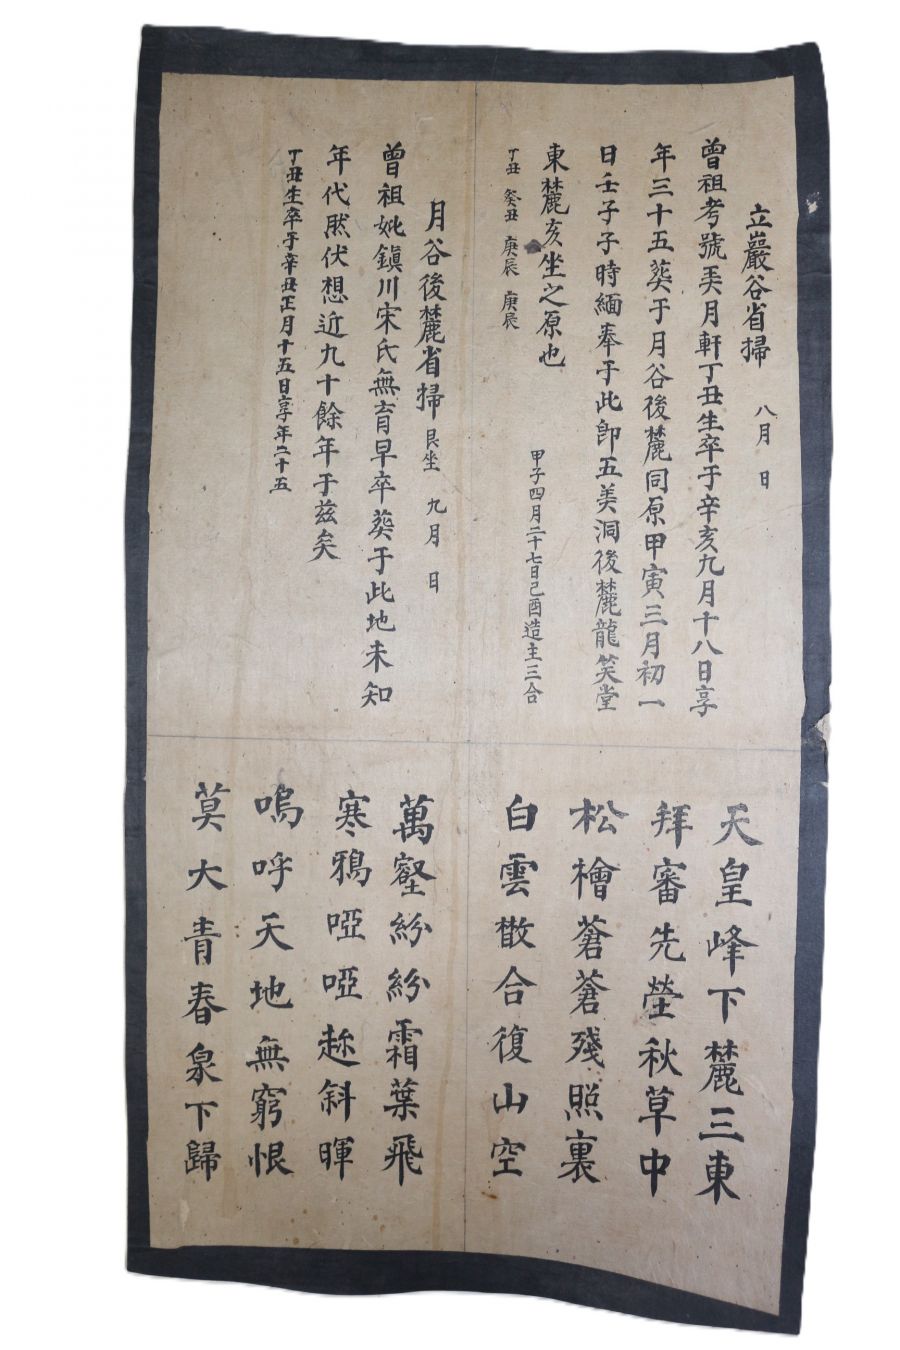 立巖谷省掃 八月 日
曾祖考號美月軒丁丑生卒于辛亥九月十八日享
年三十五葬于月谷後麓同原甲寅三月初一
日壬子子時緬奉于此卽五美洞後麓龍笑堂
東麓亥坐之原也
甲子四月二十七日己酉造主三合
丁丑 癸丑 庚辰 庚辰
月谷後麓省掃 艮坐 九月 日
曾祖妣鎭川宋氏無育早卒葬于此地未知
年代然伏想近九十餘年于玆矣
丁丑生卒于辛丑正月十五日享年二十五
天皇峰下麓三東
拜審先塋秋草中
松檜蒼蒼殘照裏
白雲散合復山空
萬壑紛紛霜葉飛
寒鴉啞啞趂斜暉
嗚呼天地無窮恨
莫大青春泉下歸